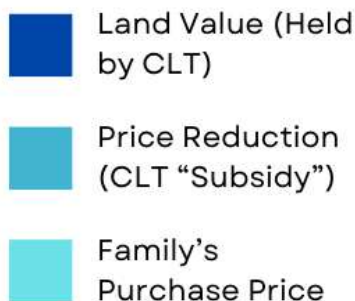 Land Value (Held
by CLT)
Price Reduction
(CLT “Subsidy”)
Family’s
Purchase Price